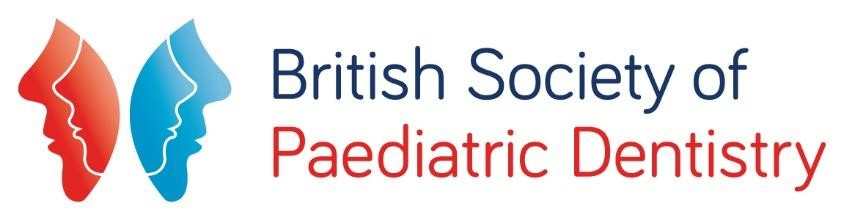 British Society of
Paediatric Dentistry